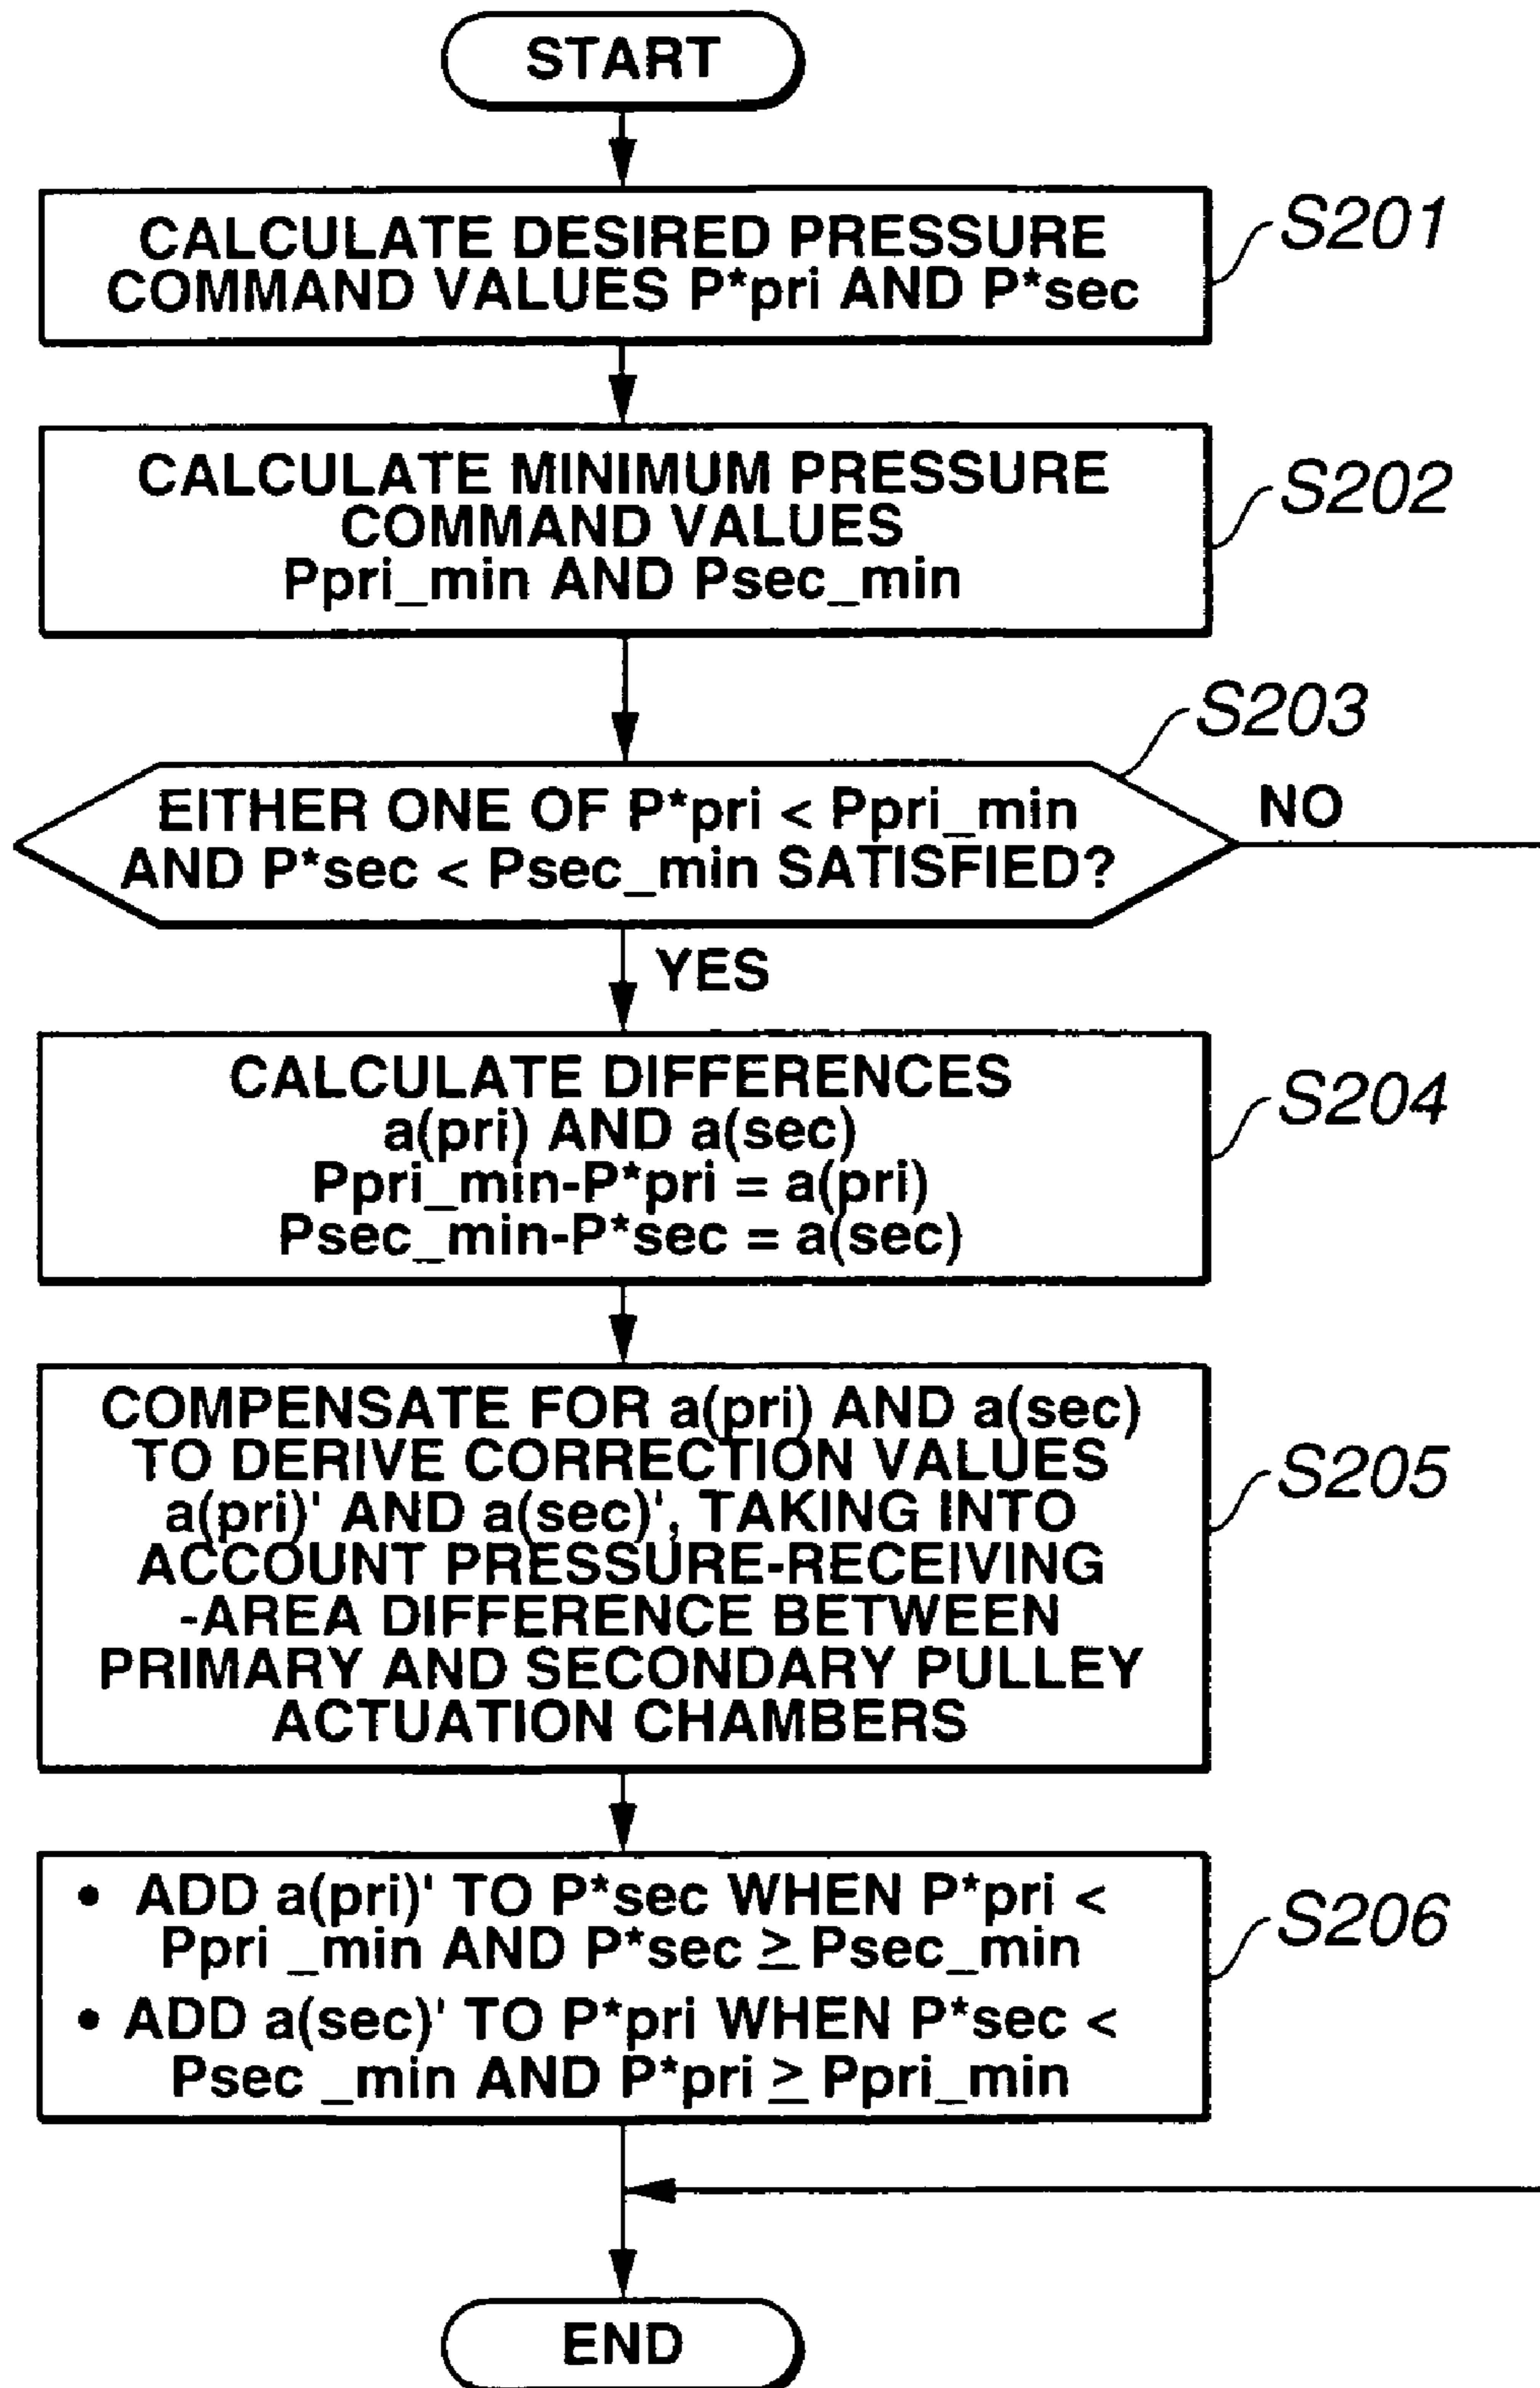 START
CALCULATE DESIRED PRESSURE
COMMAND VALUES P*pri AND P*sec
S201
CALCULATE MINIMUM PRESSURE
COMMAND VALUES
Ppri_min AND Psec_min
S202
S203
EITHER ONE OF P*pri < Ppri_min
AND P*sec < Psec_min SATISFIED?
NO
YES
CALCULATE DIFFERENCES
a(pri) AND a(sec)
Ppri_min-P*pri = a(pri)
Psec_min-P*sec = a(sec)
S204
COMPENSATE FOR a(pri) AND a(sec)
TO DERIVE CORRECTION VALUES
a(pri)' AND a(sec)', TAKING INTO
ACCOUNT PRESSURE-RECEIVING
-AREA DIFFERENCE BETWEEN
PRIMARY AND SECONDARY PULLEY
ACTUATION CHAMBERS
S205
• ADD a(pri)' TO P*sec WHEN P*pri <
Ppri _min AND P*sec ≥ Psec_min
• ADD a(sec)' TO P*pri WHEN P*sec <
Psec _min AND P*pri ≥ Ppri_min
S206
END